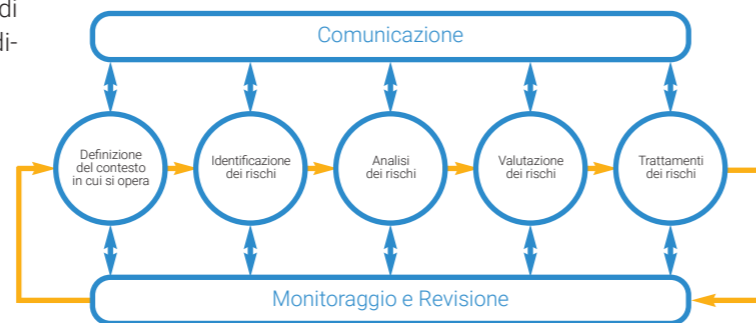 di
di-
Comunicazione
Definizione
del contesto
in cui si opera
Identificazione
dei rischi
Analisi
dei rischi
Valutazione
dei rischi
Trattamenti
dei rischi
Monitoraggio e Revisione